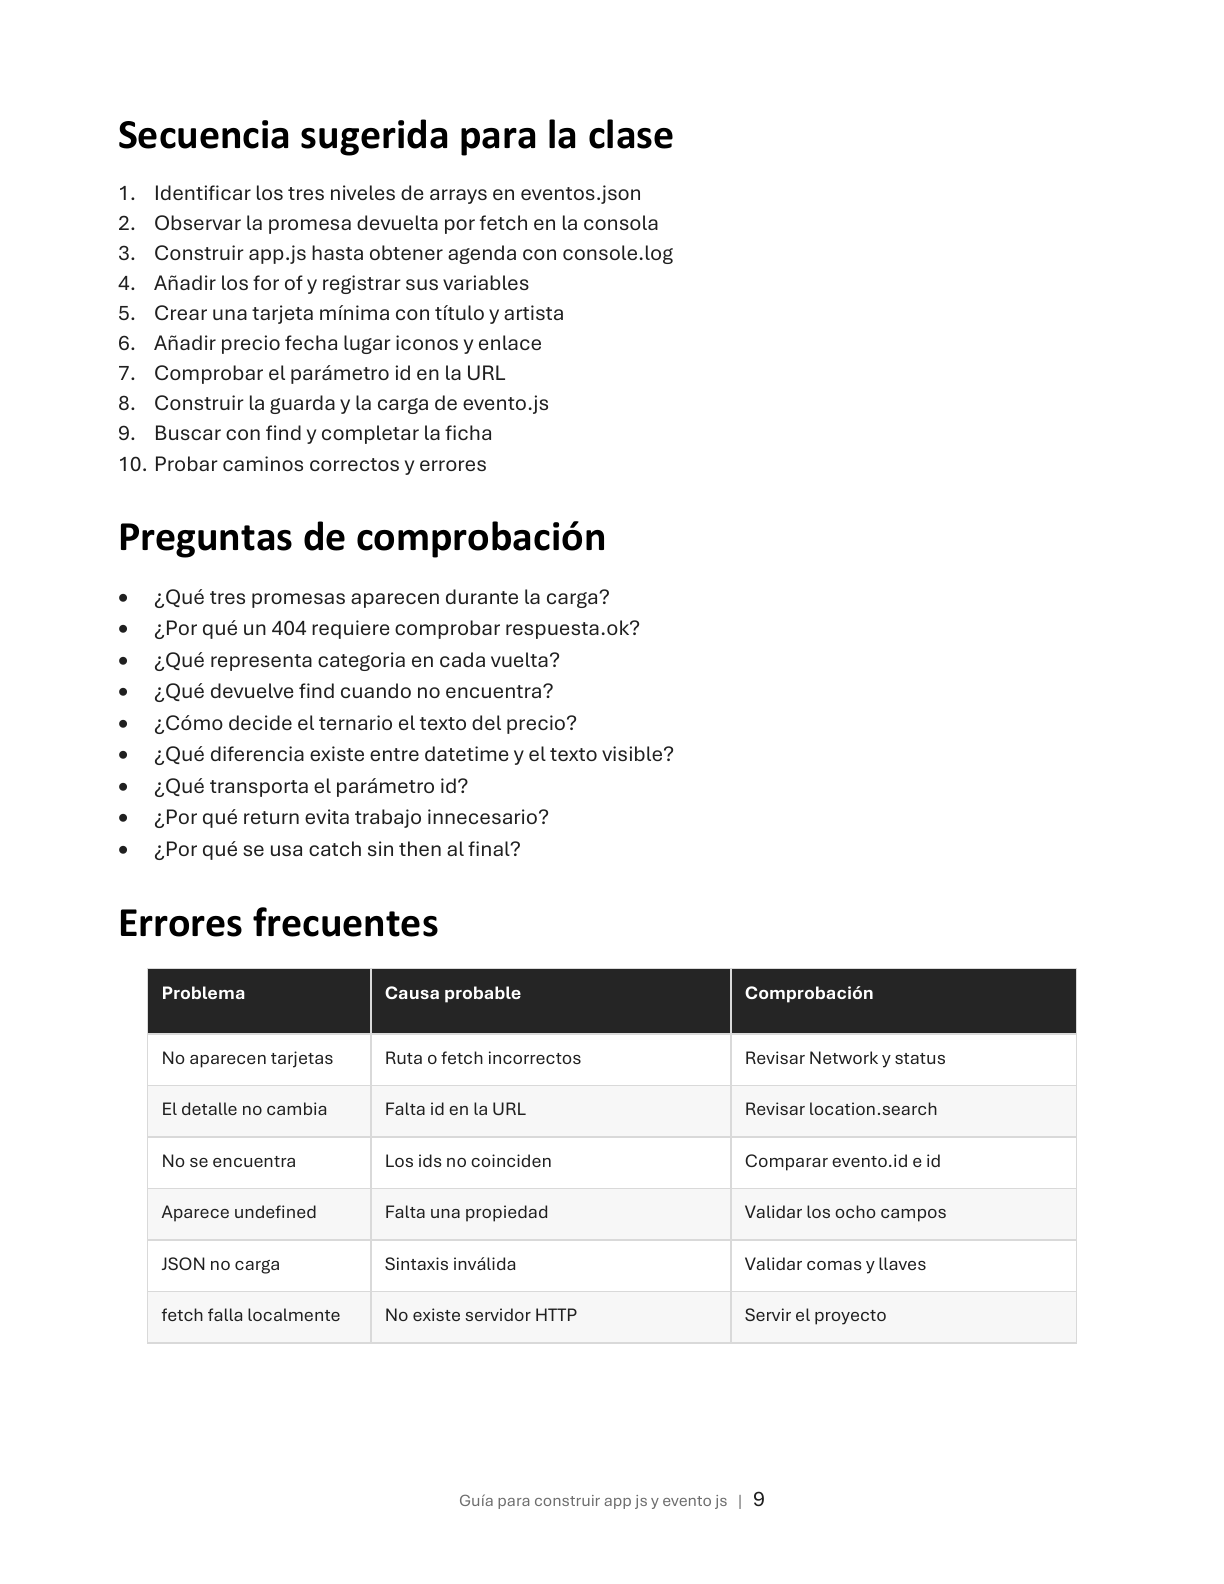 Secuencia sugerida para la clase
1. Identificar los tres niveles de arrays en eventos.json
2. Observar la promesa devuelta por fetch en la consola
3. Construir app.js hasta obtener agenda con console.log
4. Añadir los for of y registrar sus variables
5. Crear una tarjeta mínima con título y artista
6. Añadir precio fecha lugar iconos y enlace
7. Comprobar el parámetro id en la URL
8. Construir la guarda y la carga de evento.js
9. Buscar con find y completar la ficha
10. Probar caminos correctos y errores
Preguntas de comprobación
• ¿Qué tres promesas aparecen durante la carga?
• ¿Por qué un 404 requiere comprobar respuesta.ok?
• ¿Qué representa categoria en cada vuelta?
• ¿Qué devuelve find cuando no encuentra?
• ¿Cómo decide el ternario el texto del precio?
• ¿Qué diferencia existe entre datetime y el texto visible?
• ¿Qué transporta el parámetro id?
• ¿Por qué return evita trabajo innecesario?
• ¿Por qué se usa catch sin then al final?
Errores frecuentes
Problema Causa probable Comprobación
No aparecen tarjetas Ruta o fetch incorrectos Revisar Network y status
El detalle no cambia Falta id en la URL Revisar location.search
No se encuentra Los ids no coinciden Comparar evento.id e id
Aparece undefined Falta una propiedad Validar los ocho campos
JSON no carga Sintaxis inválida Validar comas y llaves
fetch falla localmente No existe servidor HTTP Servir el proyecto
Guía para construir app js y evento js | 9